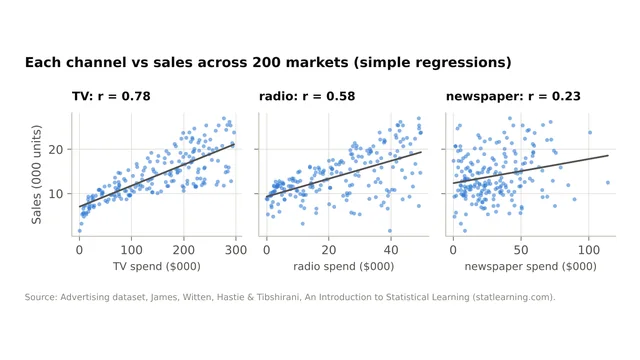 Each channel vs sales across 200 markets (simple regressions)
TV: r = 0.78
radio: r = 0.58
newspaper: r = 0.23
Sales (000 units)
20
10
0 100 200 300
0 20 40
0 50 100
TV spend ($000)
radio spend ($000)
newspaper spend ($000)
Source: Advertising dataset, James, Witten, Hastie & Tibshirani, An Introduction to Statistical Learning (statlearning.com).